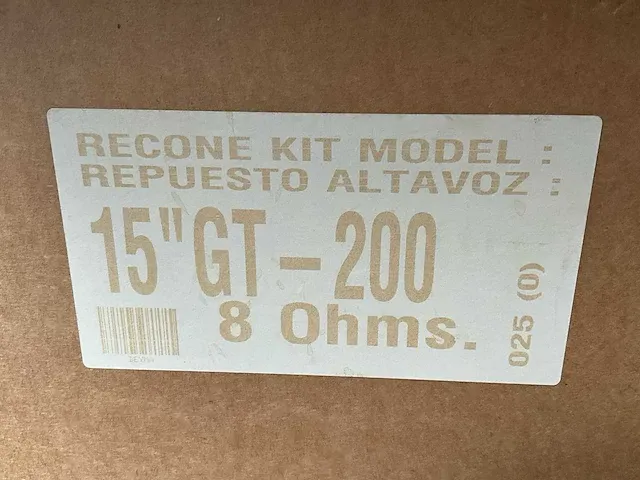 RECONE KIT MODEL :
REPUESTO ALTAVOZ :
15"GT-200
8 Ohms.
025 (0)